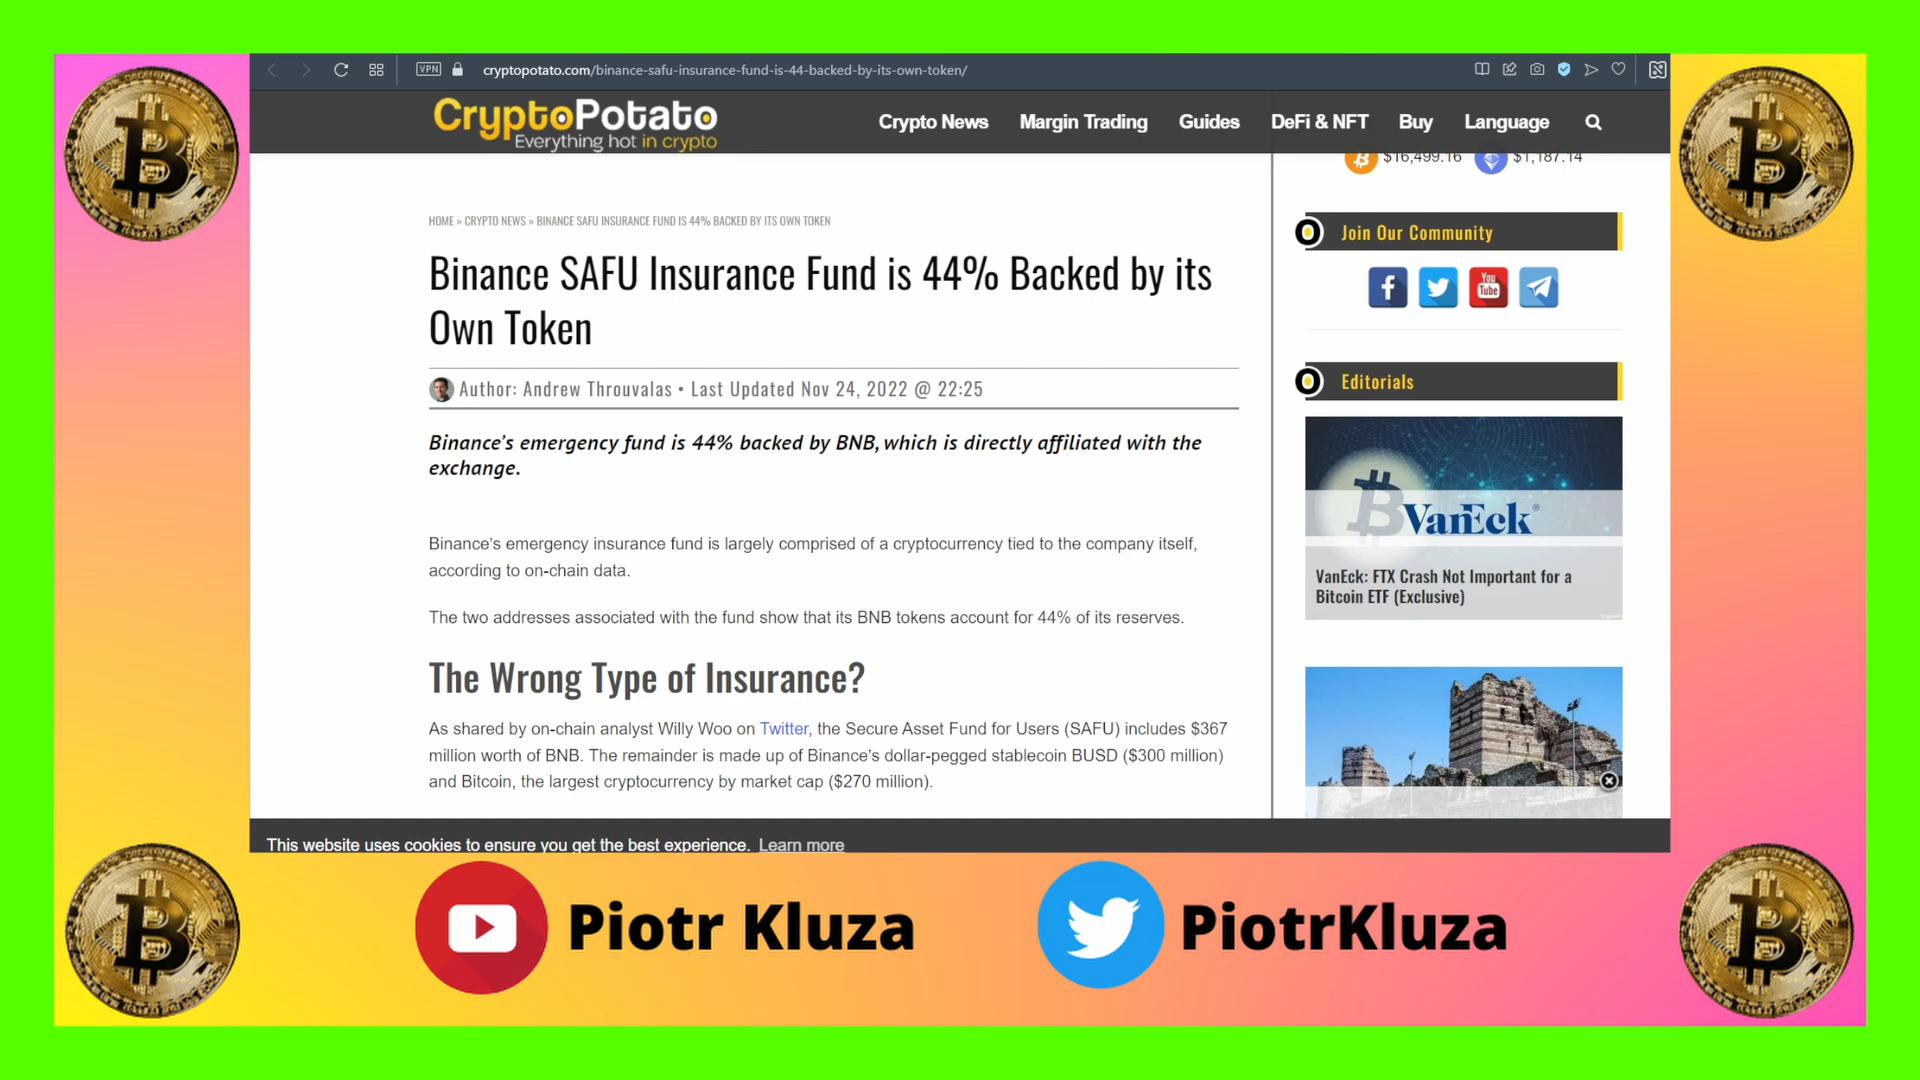 VPN
cryptopotato.com/binance-safu-insurance-fund-is-44-backed-by-its-own-token/
CryptoPotato
Everything hot in crypto
Crypto News Margin Trading Guides DeFi & NFT Buy Language
$16,499.16 $1,187.14
HOME » CRYPTO NEWS » BINANCE SAFU INSURANCE FUND IS 44% BACKED BY ITS OWN TOKEN
Binance SAFU Insurance Fund is 44% Backed by its
Own Token
Author: Andrew Throuvalas • Last Updated Nov 24, 2022 @ 22:25
Binance’s emergency fund is 44% backed by BNB, which is directly affiliated with the
exchange.
Binance’s emergency insurance fund is largely comprised of a cryptocurrency tied to the company itself,
according to on-chain data.
The two addresses associated with the fund show that its BNB tokens account for 44% of its reserves.
The Wrong Type of Insurance?
As shared by on-chain analyst Willy Woo on Twitter, the Secure Asset Fund for Users (SAFU) includes $367
million worth of BNB. The remainder is made up of Binance’s dollar-pegged stablecoin BUSD ($300 million)
and Bitcoin, the largest cryptocurrency by market cap ($270 million).
Join Our Community
You
Tube
Editorials
VanEck®
VanEck: FTX Crash Not Important for a
Bitcoin ETF (Exclusive)
This website uses cookies to ensure you get the best experience. Learn more
Piotr Kluza
PiotrKluza